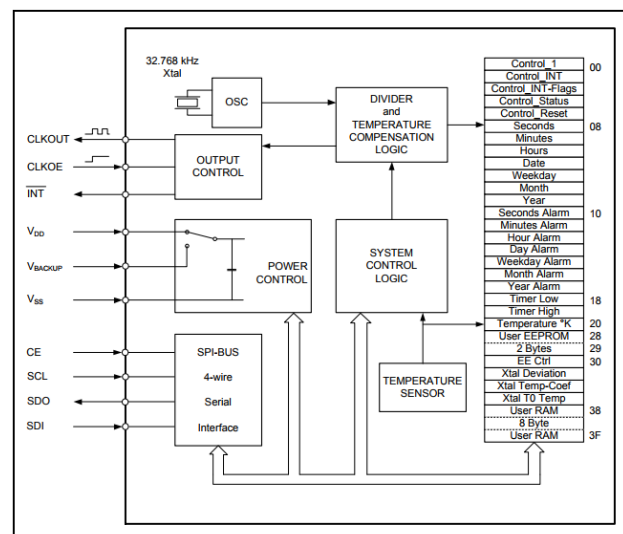 32.768 kHz
Xtal
OSC
DIVIDER
and
TEMPERATURE
COMPENSATION
LOGIC
CLKOUT
CLKOE
INT
OUTPUT
CONTROL
VDD
VBACKUP
VSS
POWER
CONTROL
SYSTEM
CONTROL
LOGIC
CE
SCL
SDO
SDI
SPI-BUS
4-wire
Serial
Interface
TEMPERATURE
SENSOR
Control_1 00
Control_INT
Control_INT-Flags
Control_Status
Control_Reset
Seconds 08
Minutes
Hours
Date
Weekday
Month
Year
Seconds Alarm 10
Minutes Alarm
Hour Alarm
Day Alarm
Weekday Alarm
Month Alarm
Year Alarm
Timer Low 18
Timer High
Temperature °K 20
User EEPROM 28
2 Bytes 29
EE Ctrl 30
Xtal Deviation
Xtal Temp-Coef
Xtal T0 Temp
User RAM 38
8 Byte
User RAM 3F